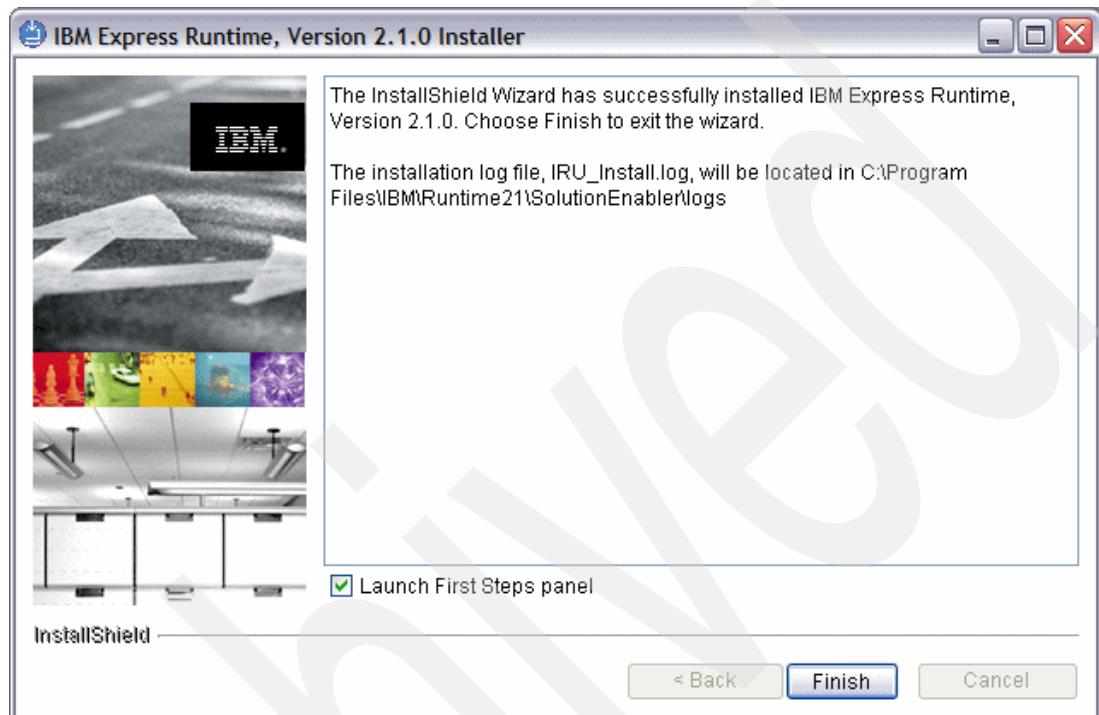 IBM Express Runtime, Version 2.1.0 Installer
IBM.
The InstallShield Wizard has successfully installed IBM Express Runtime,
Version 2.1.0. Choose Finish to exit the wizard.
The installation log file, IRU_Install.log, will be located in C:\Program
Files\IBM\Runtime21\SolutionEnabler\logs
Launch First Steps panel
InstallShield
< Back
Finish
Cancel
hived